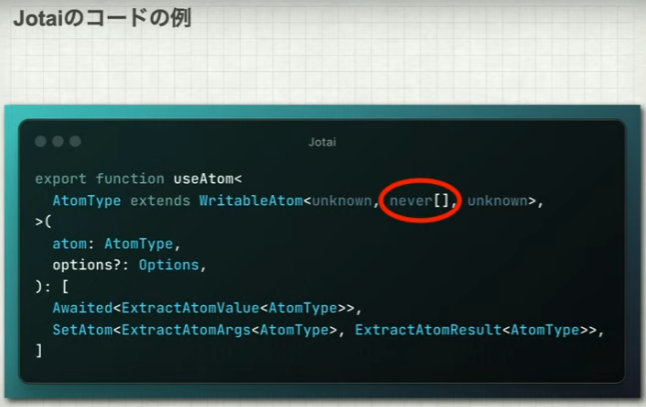 Jotaiのコードの例
Jotai
export function useAtom<
  AtomType extends WritableAtom<unknown, never[], unknown>,
>(
  atom: AtomType,
  options?: Options,
): [
  Awaited<ExtractAtomValue<AtomType>>,
  SetAtom<ExtractAtomArgs<AtomType>, ExtractAtomResult<AtomType>>,
]